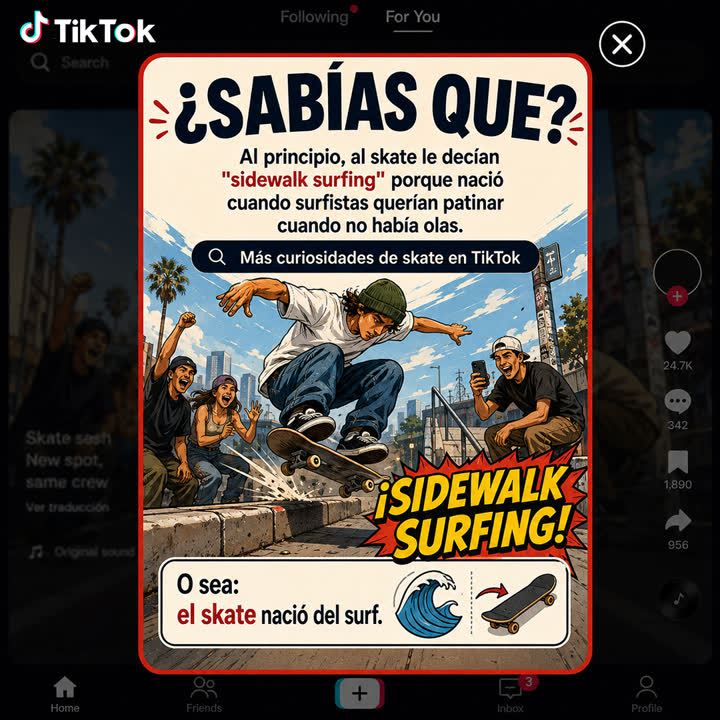 TikTok
Following
For You
Search
¿SABÍAS QUE?
Al principio, al skate le decían
"sidewalk surfing" porque nació
cuando surfistas querían patinar
cuando no había olas.
Más curiosidades de skate en TikTok
24.7K
342
1,890
956
Skate sesh
New spot,
same crew
Ver traducción
Original sound
¡SIDEWALK
SURFING!
O sea:
el skate nació del surf.
Home
Friends
3
Inbox
Profile